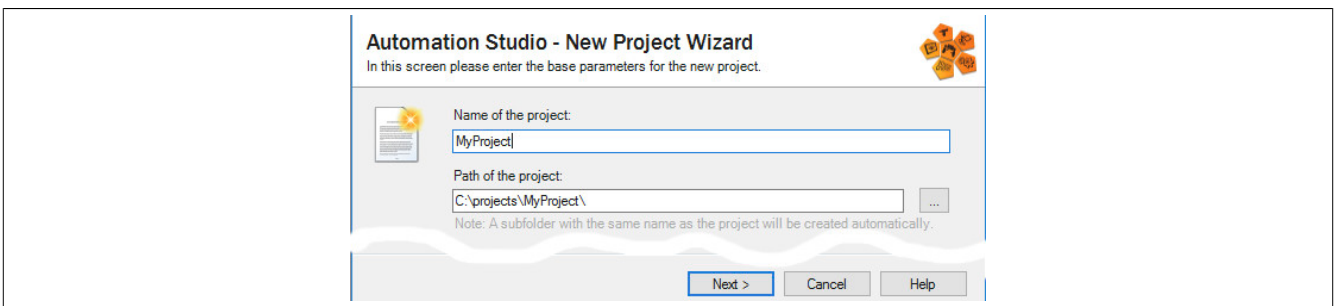 Automation Studio - New Project Wizard
In this screen please enter the base parameters for the new project.
Name of the project:
MyProject
Path of the project:
C:\projects\MyProject\
...
Note: A subfolder with the same name as the project will be created automatically.
Next >
Cancel
Help